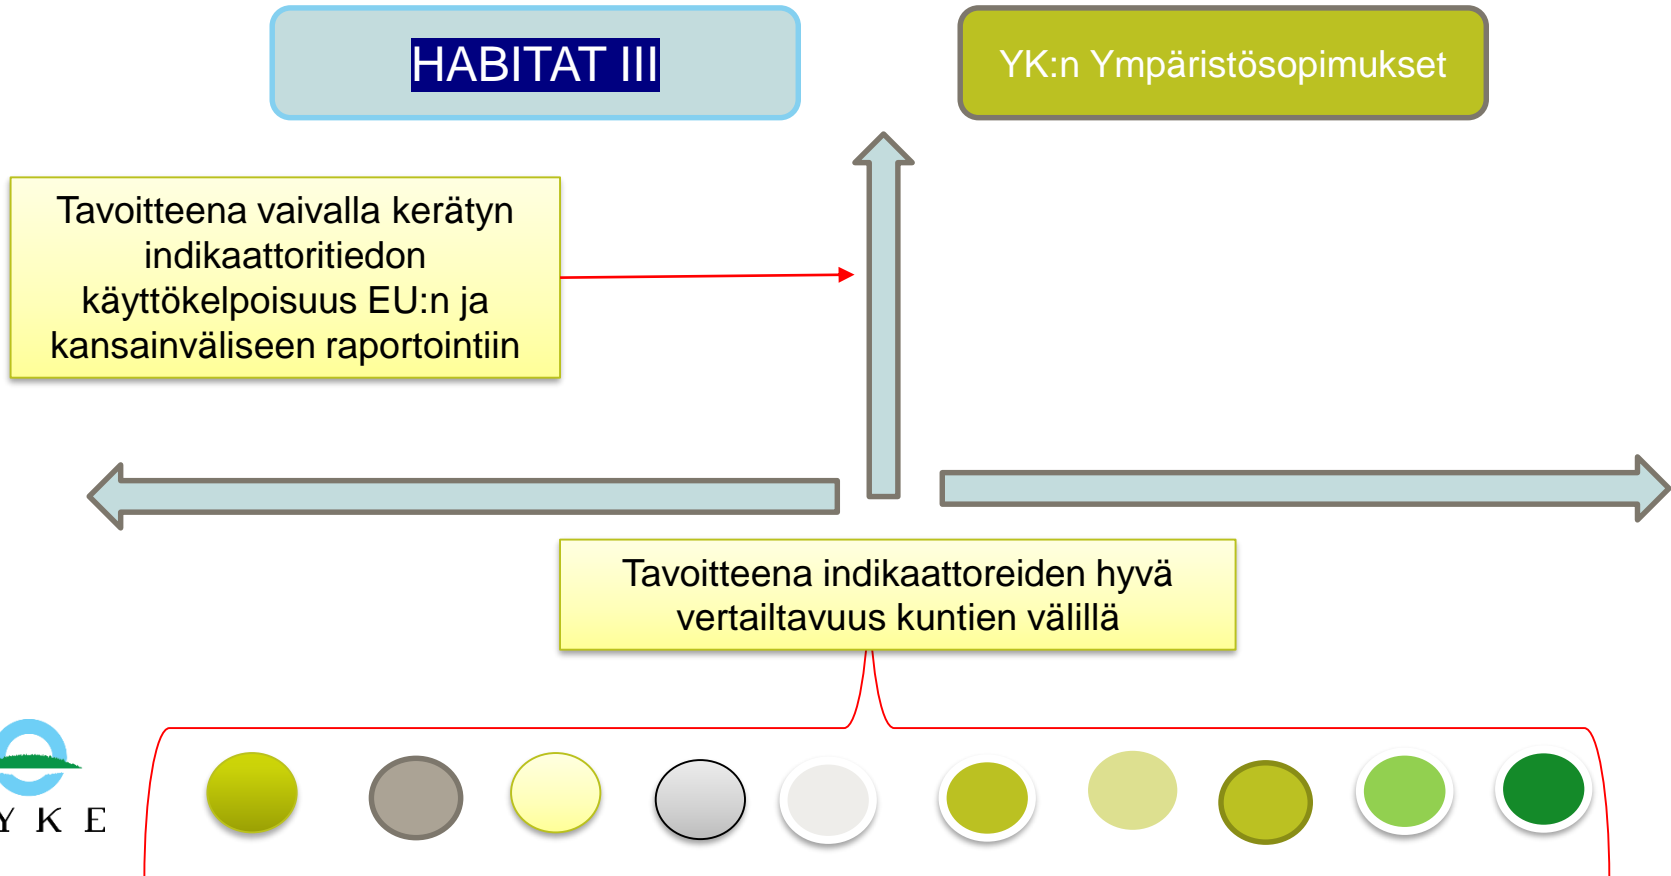 HABITAT III
YK:n Ympäristösopimukset
Tavoitteena vaivalla kerätyn
indikaattoritiedon
käyttökelpoisuus EU:n ja
kansainväliseen raportointiin
Tavoitteena indikaattoreiden hyvä
vertailtavuus kuntien välillä
Y K E